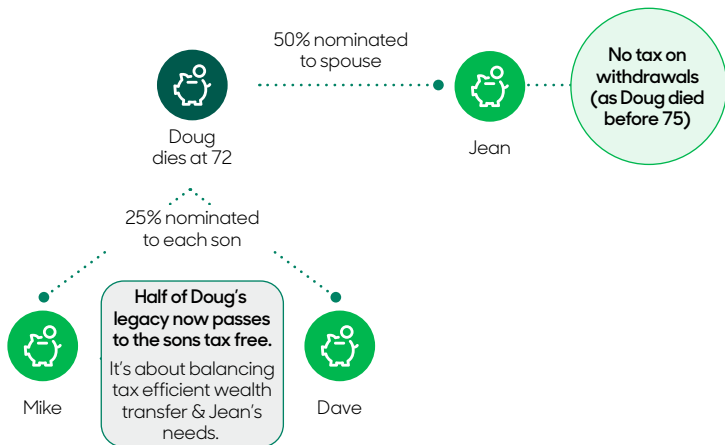 50% nominated
to spouse
No tax on
withdrawals
(as Doug died
before 75)
Doug
dies at 72
Jean
25% nominated
to each son
Half of Doug's
legacy now passes
to the sons tax free.
It's about balancing
tax efficient wealth
transfer & Jean's
needs.
Mike
Dave